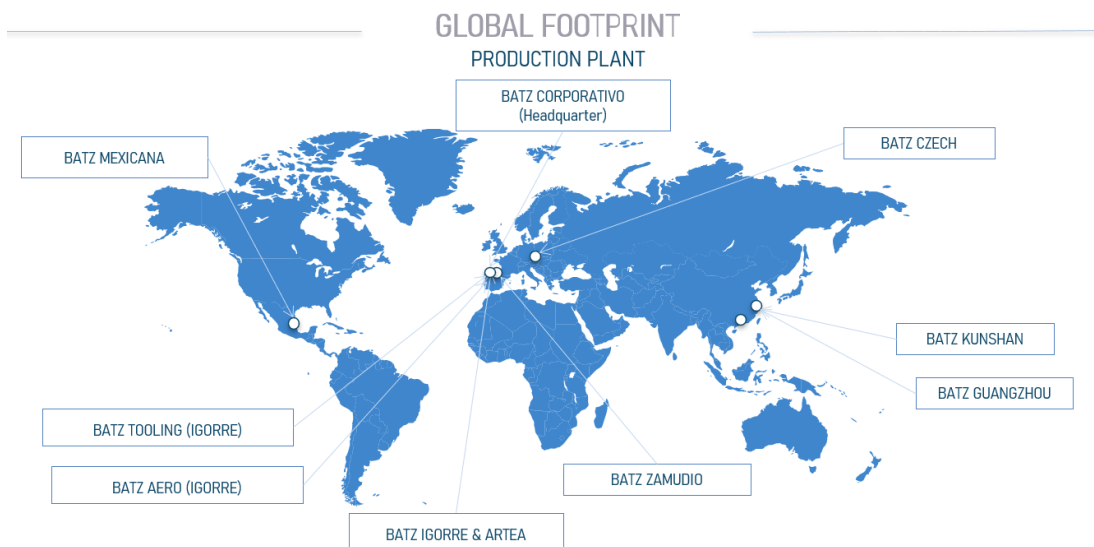 GLOBAL FOOTPRINT
PRODUCTION PLANT
BATZ CORPORATIVO
(Headquarter)
BATZ CZECH
BATZ MEXICANA
BATZ KUNSHAN
BATZ GUANGZHOU
BATZ TOOLING (IGORRE)
BATZ ZAMUDIO
BATZ AERO (IGORRE)
BATZ IGORRE & ARTEA